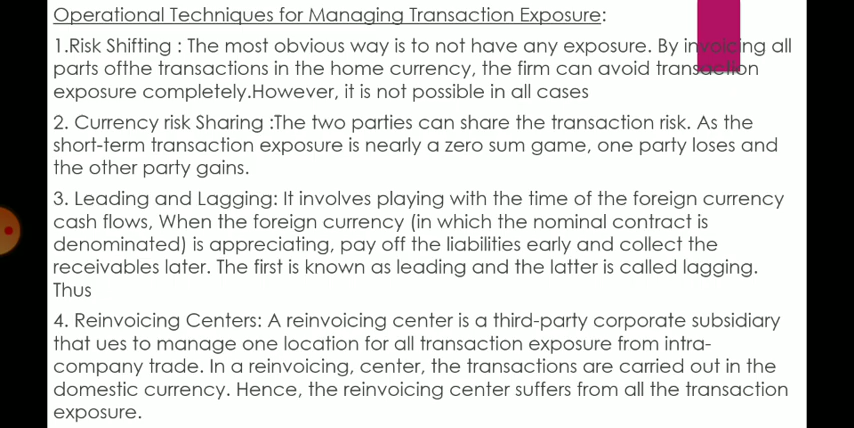 Operational Techniques for Managing Transaction Exposure:
1.Risk Shifting : The most obvious way is to not have any exposure. By invoicing all
parts ofthe transactions in the home currency, the firm can avoid transaction
exposure completely.However, it is not possible in all cases
2. Currency risk Sharing :The two parties can share the transaction risk. As the
short-term transaction exposure is nearly a zero sum game, one party loses and
the other party gains.
3. Leading and Lagging: It involves playing with the time of the foreign currency
cash flows, When the foreign currency (in which the nominal contract is
denominated) is appreciating, pay off the liabilities early and collect the
receivables later. The first is known as leading and the latter is called lagging.
Thus
4. Reinvoicing Centers: A reinvoicing center is a third-party corporate subsidiary
that ues to manage one location for all transaction exposure from intra-
company trade. In a reinvoicing, center, the transactions are carried out in the
domestic currency. Hence, the reinvoicing center suffers from all the transaction
exposure.